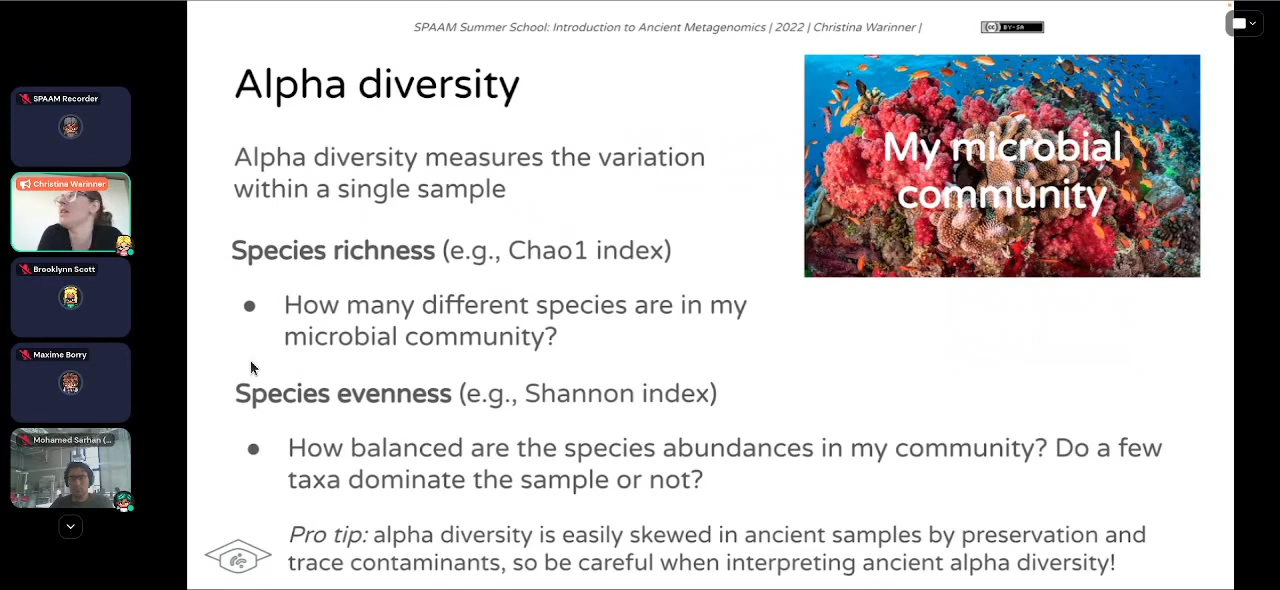 SPAAM Summer School: Introduction to Ancient Metagenomics | 2022 | Christina Warinner |
CC BY-SA
SPAAM Recorder
Christina Warinner
Brooklynn Scott
Maxime Borry
Mohamed Sarhan (...
Alpha diversity
My microbial
community
Alpha diversity measures the variation
within a single sample
Species richness (e.g., Chao1 index)
● How many different species are in my
microbial community?
Species evenness (e.g., Shannon index)
● How balanced are the species abundances in my community? Do a few
taxa dominate the sample or not?
Pro tip: alpha diversity is easily skewed in ancient samples by preservation and
trace contaminants, so be careful when interpreting ancient alpha diversity!